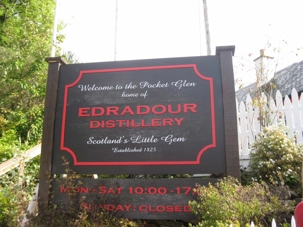 Welcome to the Pocket Glen
home of
EDRADOUR
DISTILLERY
Scotland's Little Gem
"Established 1825
MON - SAT 10:00 -
SUNDAY: CLOSED